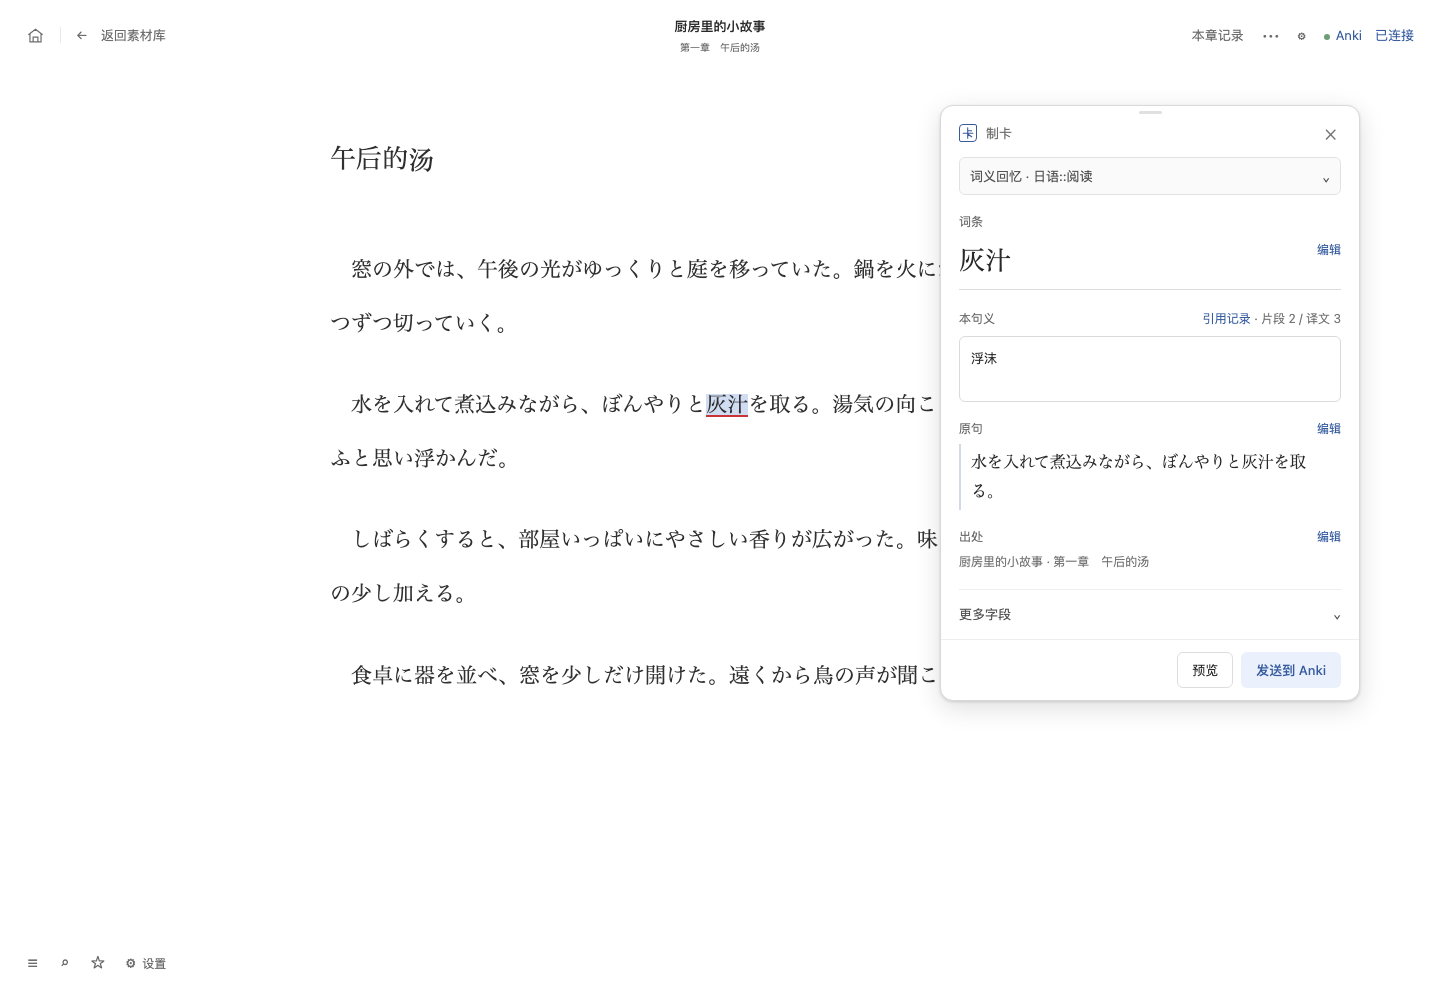 返回素材库
厨房里的小故事
第一章　午后的汤
本章记录
Anki 已连接
午后的汤
窓の外では、午後の光がゆっくりと庭を移っていた。鍋を火に
つずつ切っていく。
水を入れて煮込みながら、ぼんやりと灰汁を取る。湯気の向こ
ふと思い浮かんだ。
しばらくすると、部屋いっぱいにやさしい香りが広がった。味
の少し加える。
食卓に器を並べ、窓を少しだけ開けた。遠くから鳥の声が聞こ
卡 制卡
词义回忆 · 日语::阅读
词条
灰汁 编辑
本句义 引用记录 · 片段 2 / 译文 3
浮沫
原句 编辑
水を入れて煮込みながら、ぼんやりと灰汁を取
る。
出处 编辑
厨房里的小故事 · 第一章　午后的汤
更多字段
预览 发送到 Anki
设置